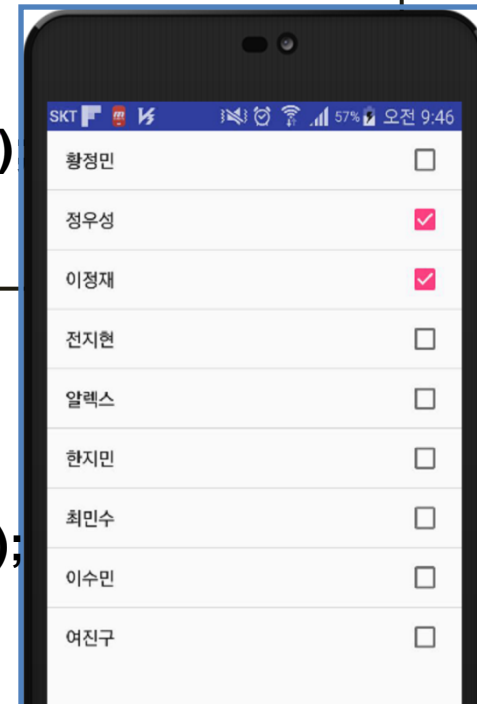 SKT 57% 오전 9:46
);
황정민
정우성
이정재
전지현
알렉스
한지민
최민수
);
이수민
여진구